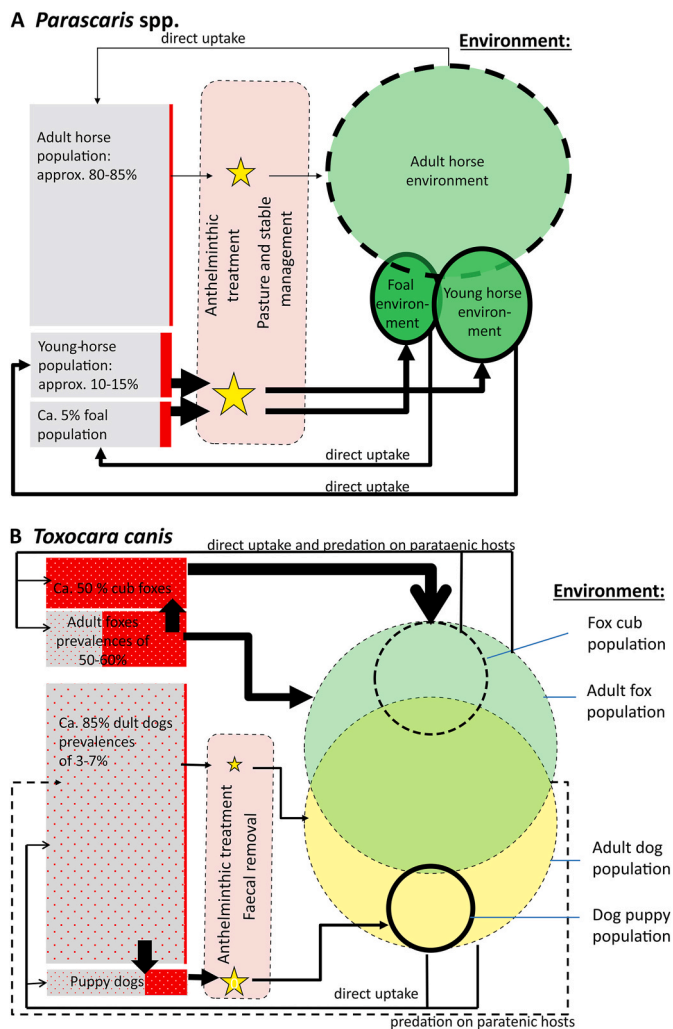 A Parascaris spp.
direct uptake
Environment:
Adult horse
population:
approx. 80-85%
Adult horse
environment
Anthelminthic
treatment
Pasture and stable
management
Foal
environ-
ment
Young horse
environ-
ment
Young-horse
population:
approx. 10-15%
Ca. 5% foal
population
direct uptake
direct uptake
B Toxocara canis
direct uptake and predation on parataenic hosts
Environment:
Ca. 50 % cub foxes
Adult foxes
prevalences of
50-60%
Fox cub
population
Adult fox
population
Ca. 85% dult dogs
prevalences
of 3-7%
Anthelminthic treatment
Faecal removal
Adult dog
population
Dog puppy
population
Puppy dogs
direct uptake
predation on paratenic hosts